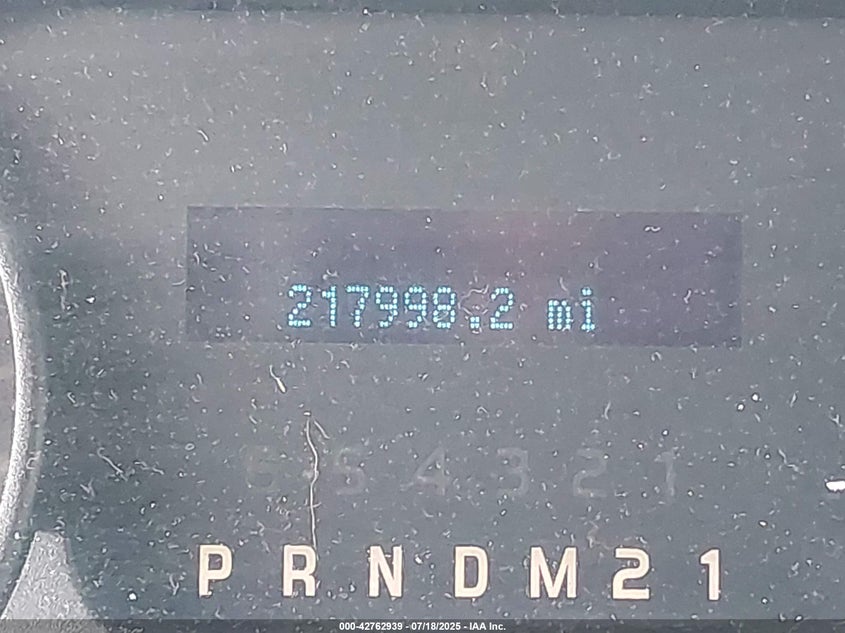 217998.2 mi
6 5 4 3 2 1
P R N D M 2 1
000-42762939 - 07/18/2025 - IAA Inc.